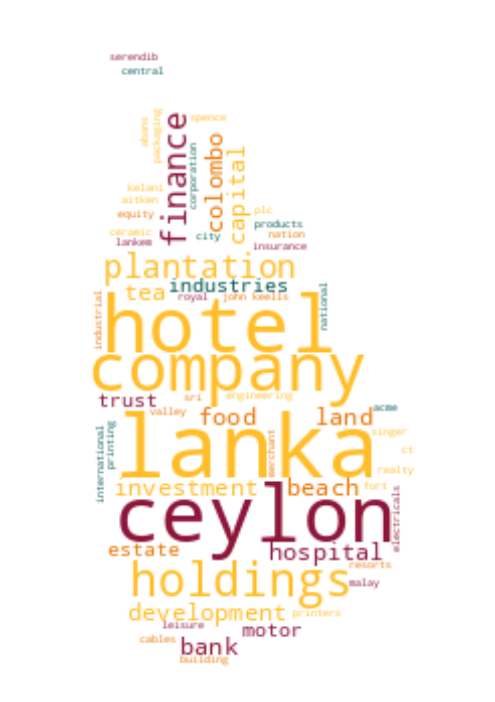 serendib
central
abans
packaging
finance
corporation
spence
colombo
capital
kelani
aitken
equity
plc
products
ceramic
lankem
city
nation
insurance
plantation
industries
tea
royal
john keells
national
industrial
hotel
company
trust
sri
engineering
valley
food
land
acme
lanka
merchant
singer
ct
realty
international
printing
investment
beach
fort
electricals
ceylon
estate
hospital
resorts
holdings
malay
development
printers
leisure
motor
cables
bank
building